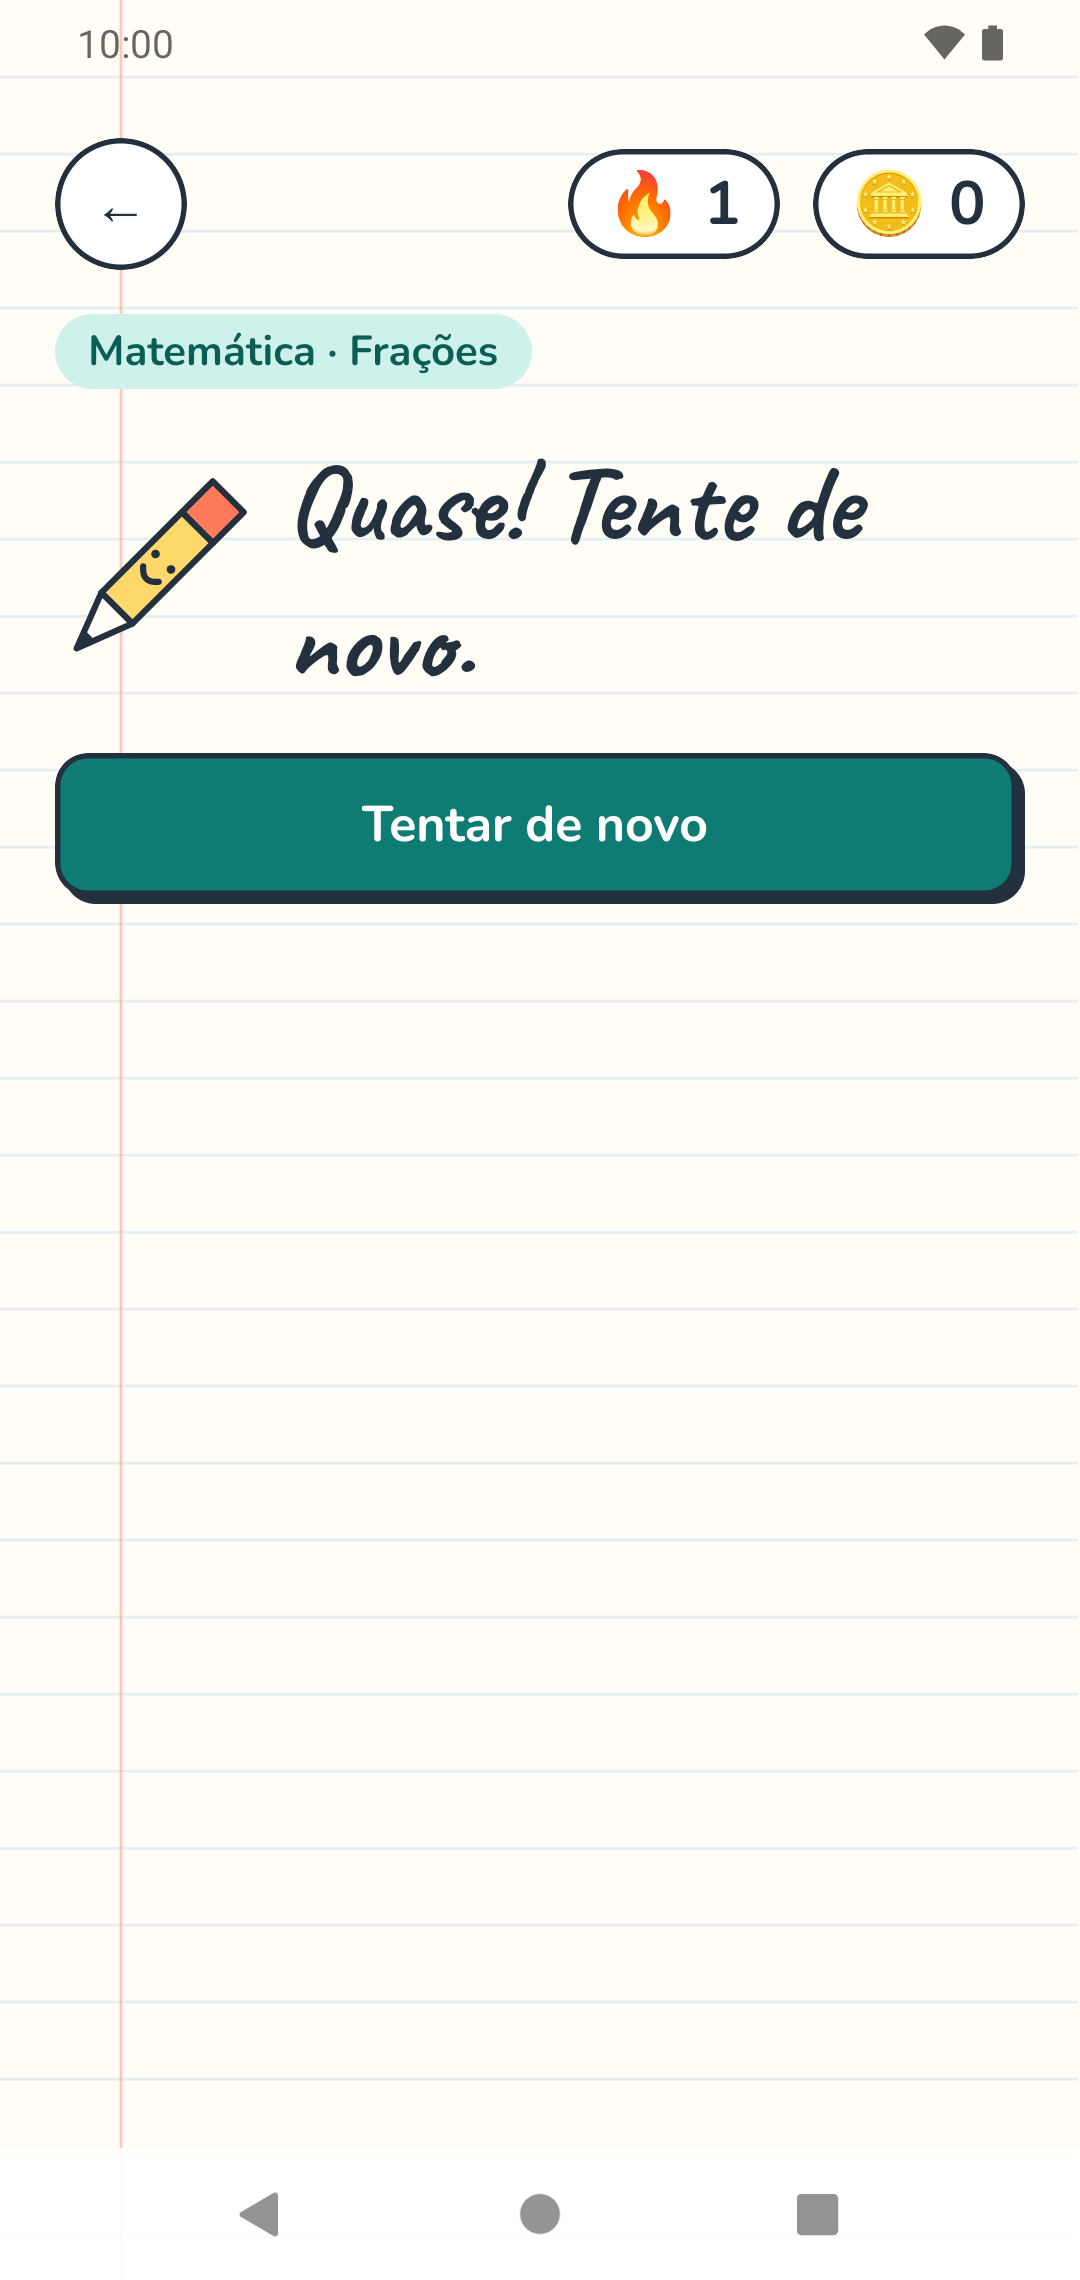 10:00
←
1
0
Matemática · Frações
Quase! Tente de
novo.
Tentar de novo